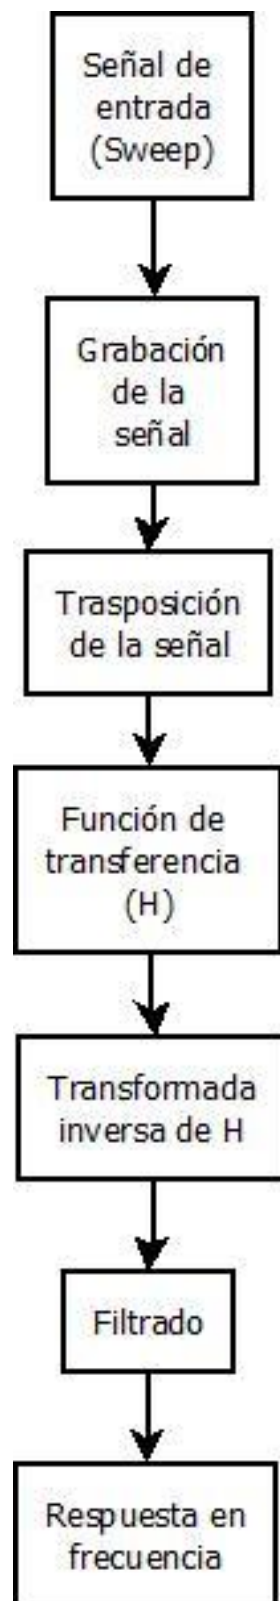 Señal de
entrada
(Sweep)
Grabación
de la
señal
Trasposición
de la señal
Función de
transferencia
(H)
Transformada
inversa de H
Filtrado
Respuesta en
frecuencia